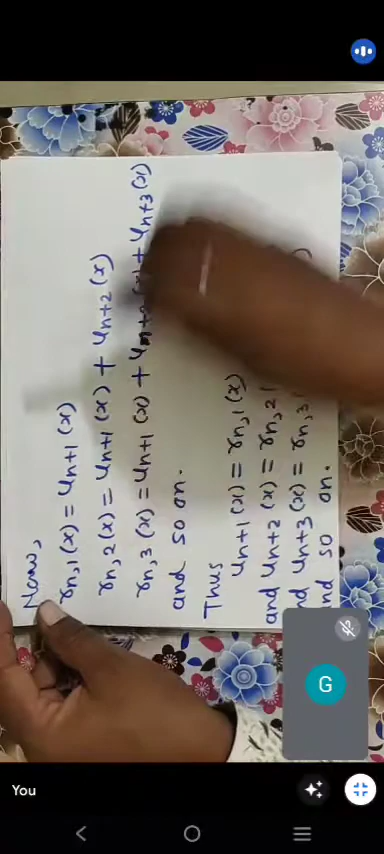 Now,
rn,1(x) = un+1(x)
rn,2(x) = un+1(x) + un+2(x)
rn,3(x) = un+1(x) + un+2(x) + un+3(x)
and so on.
Thus
un+1(x) = rn,1(x)
and un+2(x) = rn,2
nd un+3(x) = rn,3
nd so on.
G
You